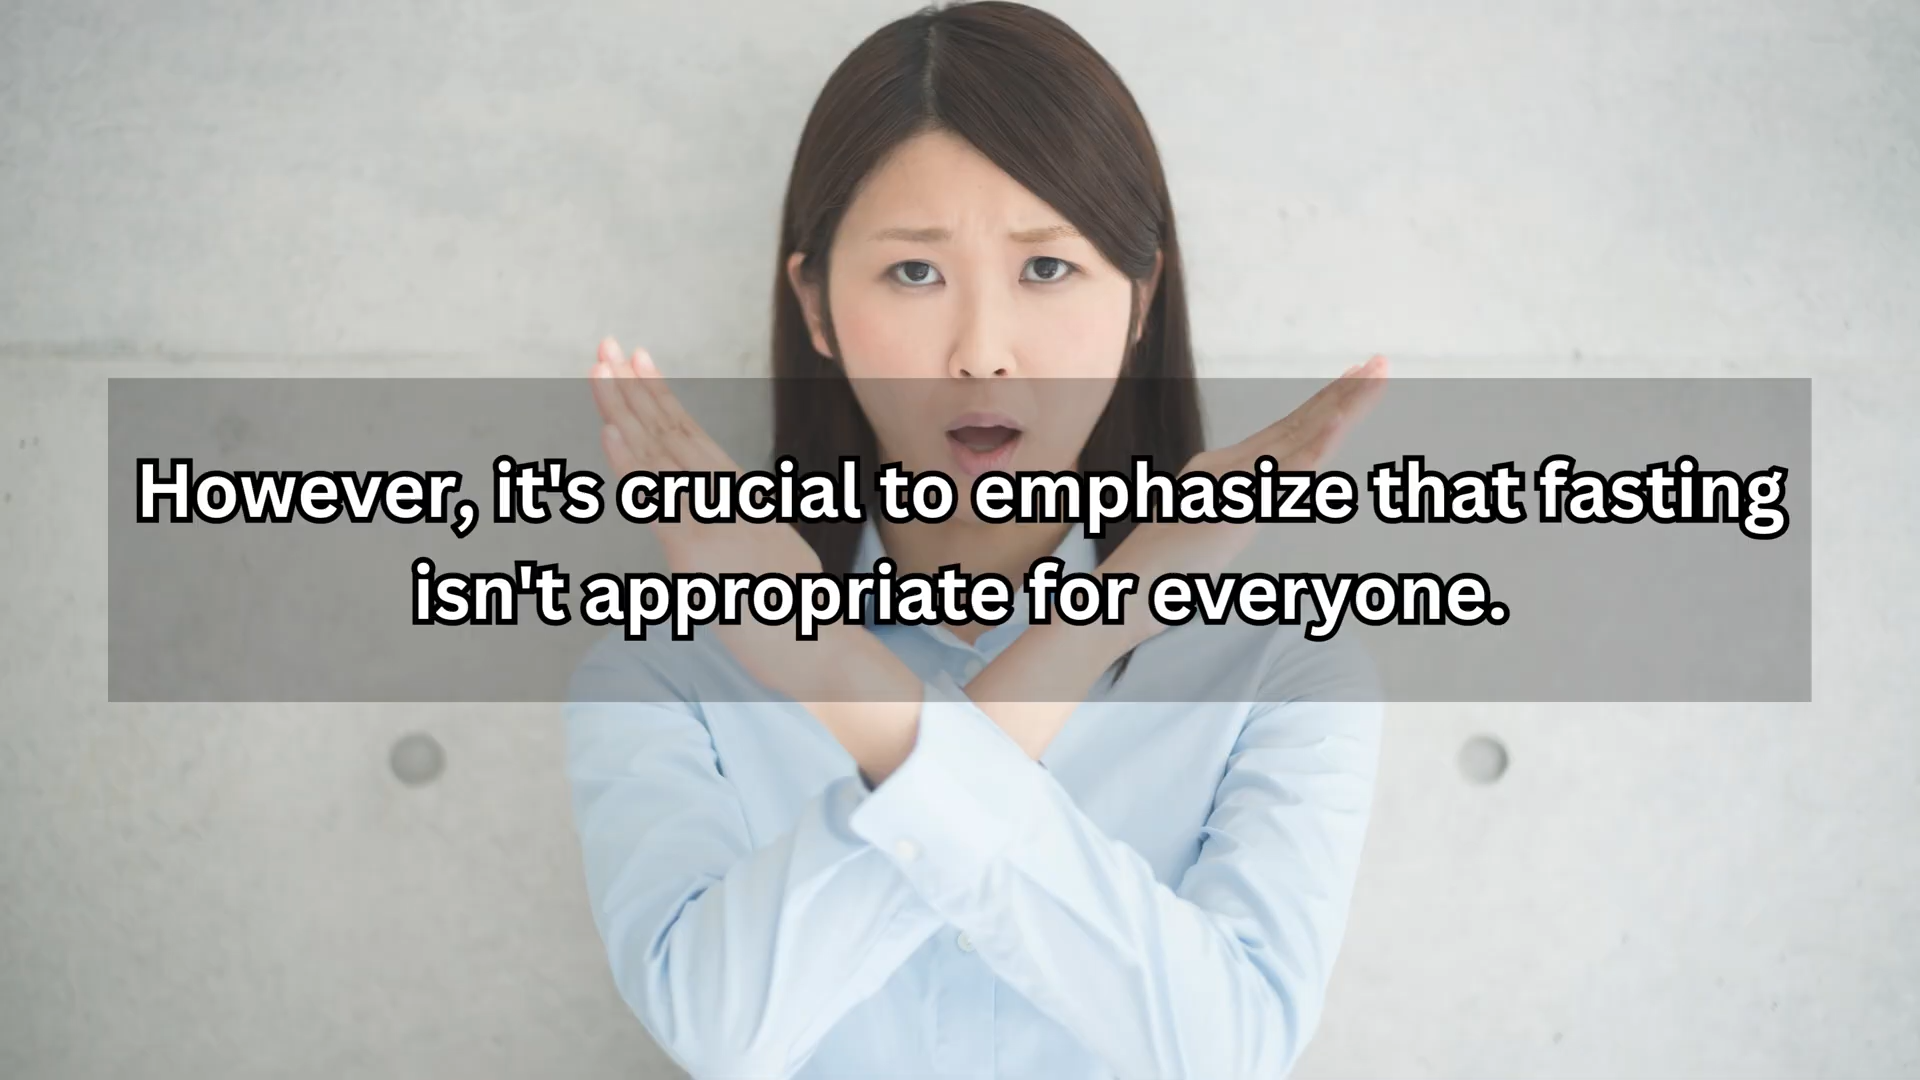 However, it's crucial to emphasize that fasting
isn't appropriate for everyone.